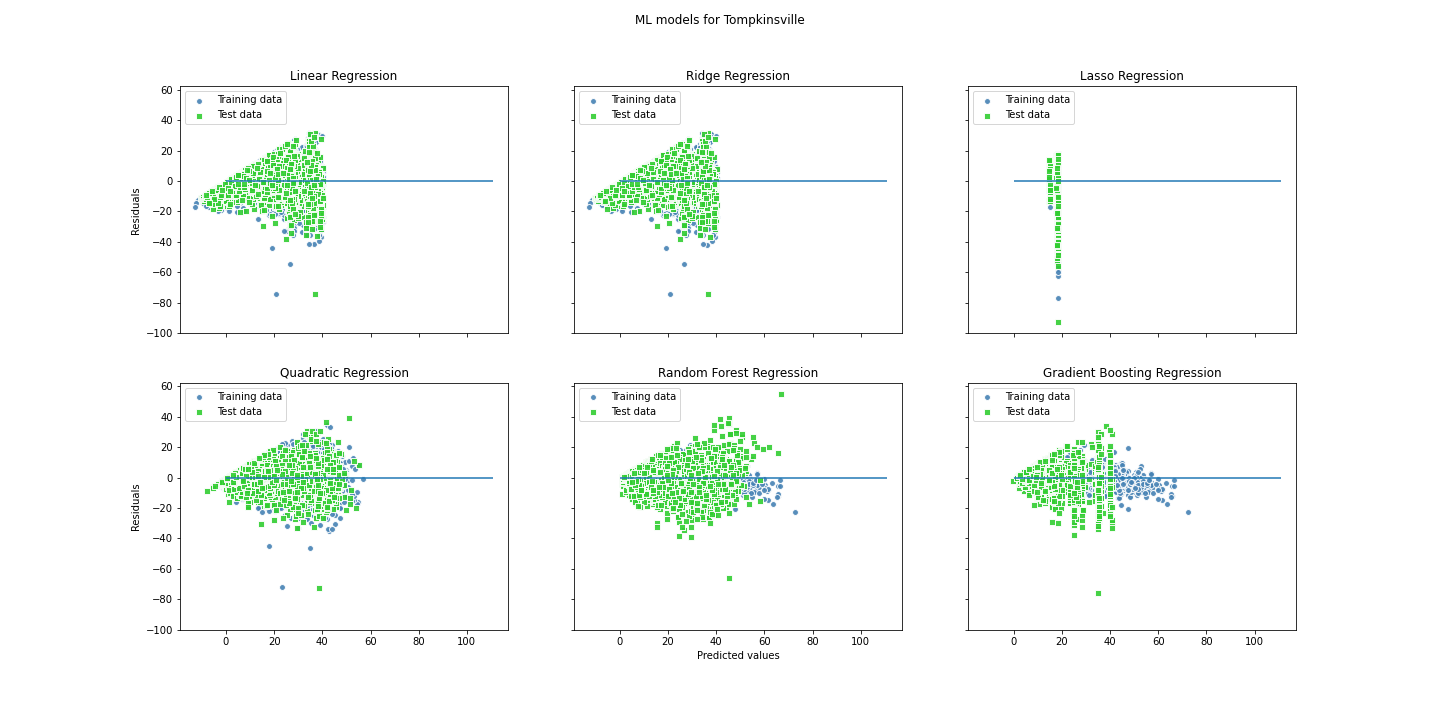 ML models for Tompkinsville
Linear Regression
Training data
Test data
60
40
20
0
−20
−40
−60
−80
−100
Residuals
Ridge Regression
Training data
Test data
Lasso Regression
Training data
Test data
Quadratic Regression
Training data
Test data
60
40
20
0
−20
−40
−60
−80
−100
Residuals
0 20 40 60 80 100
Random Forest Regression
Training data
Test data
0 20 40 60 80 100
Predicted values
Gradient Boosting Regression
Training data
Test data
0 20 40 60 80 100